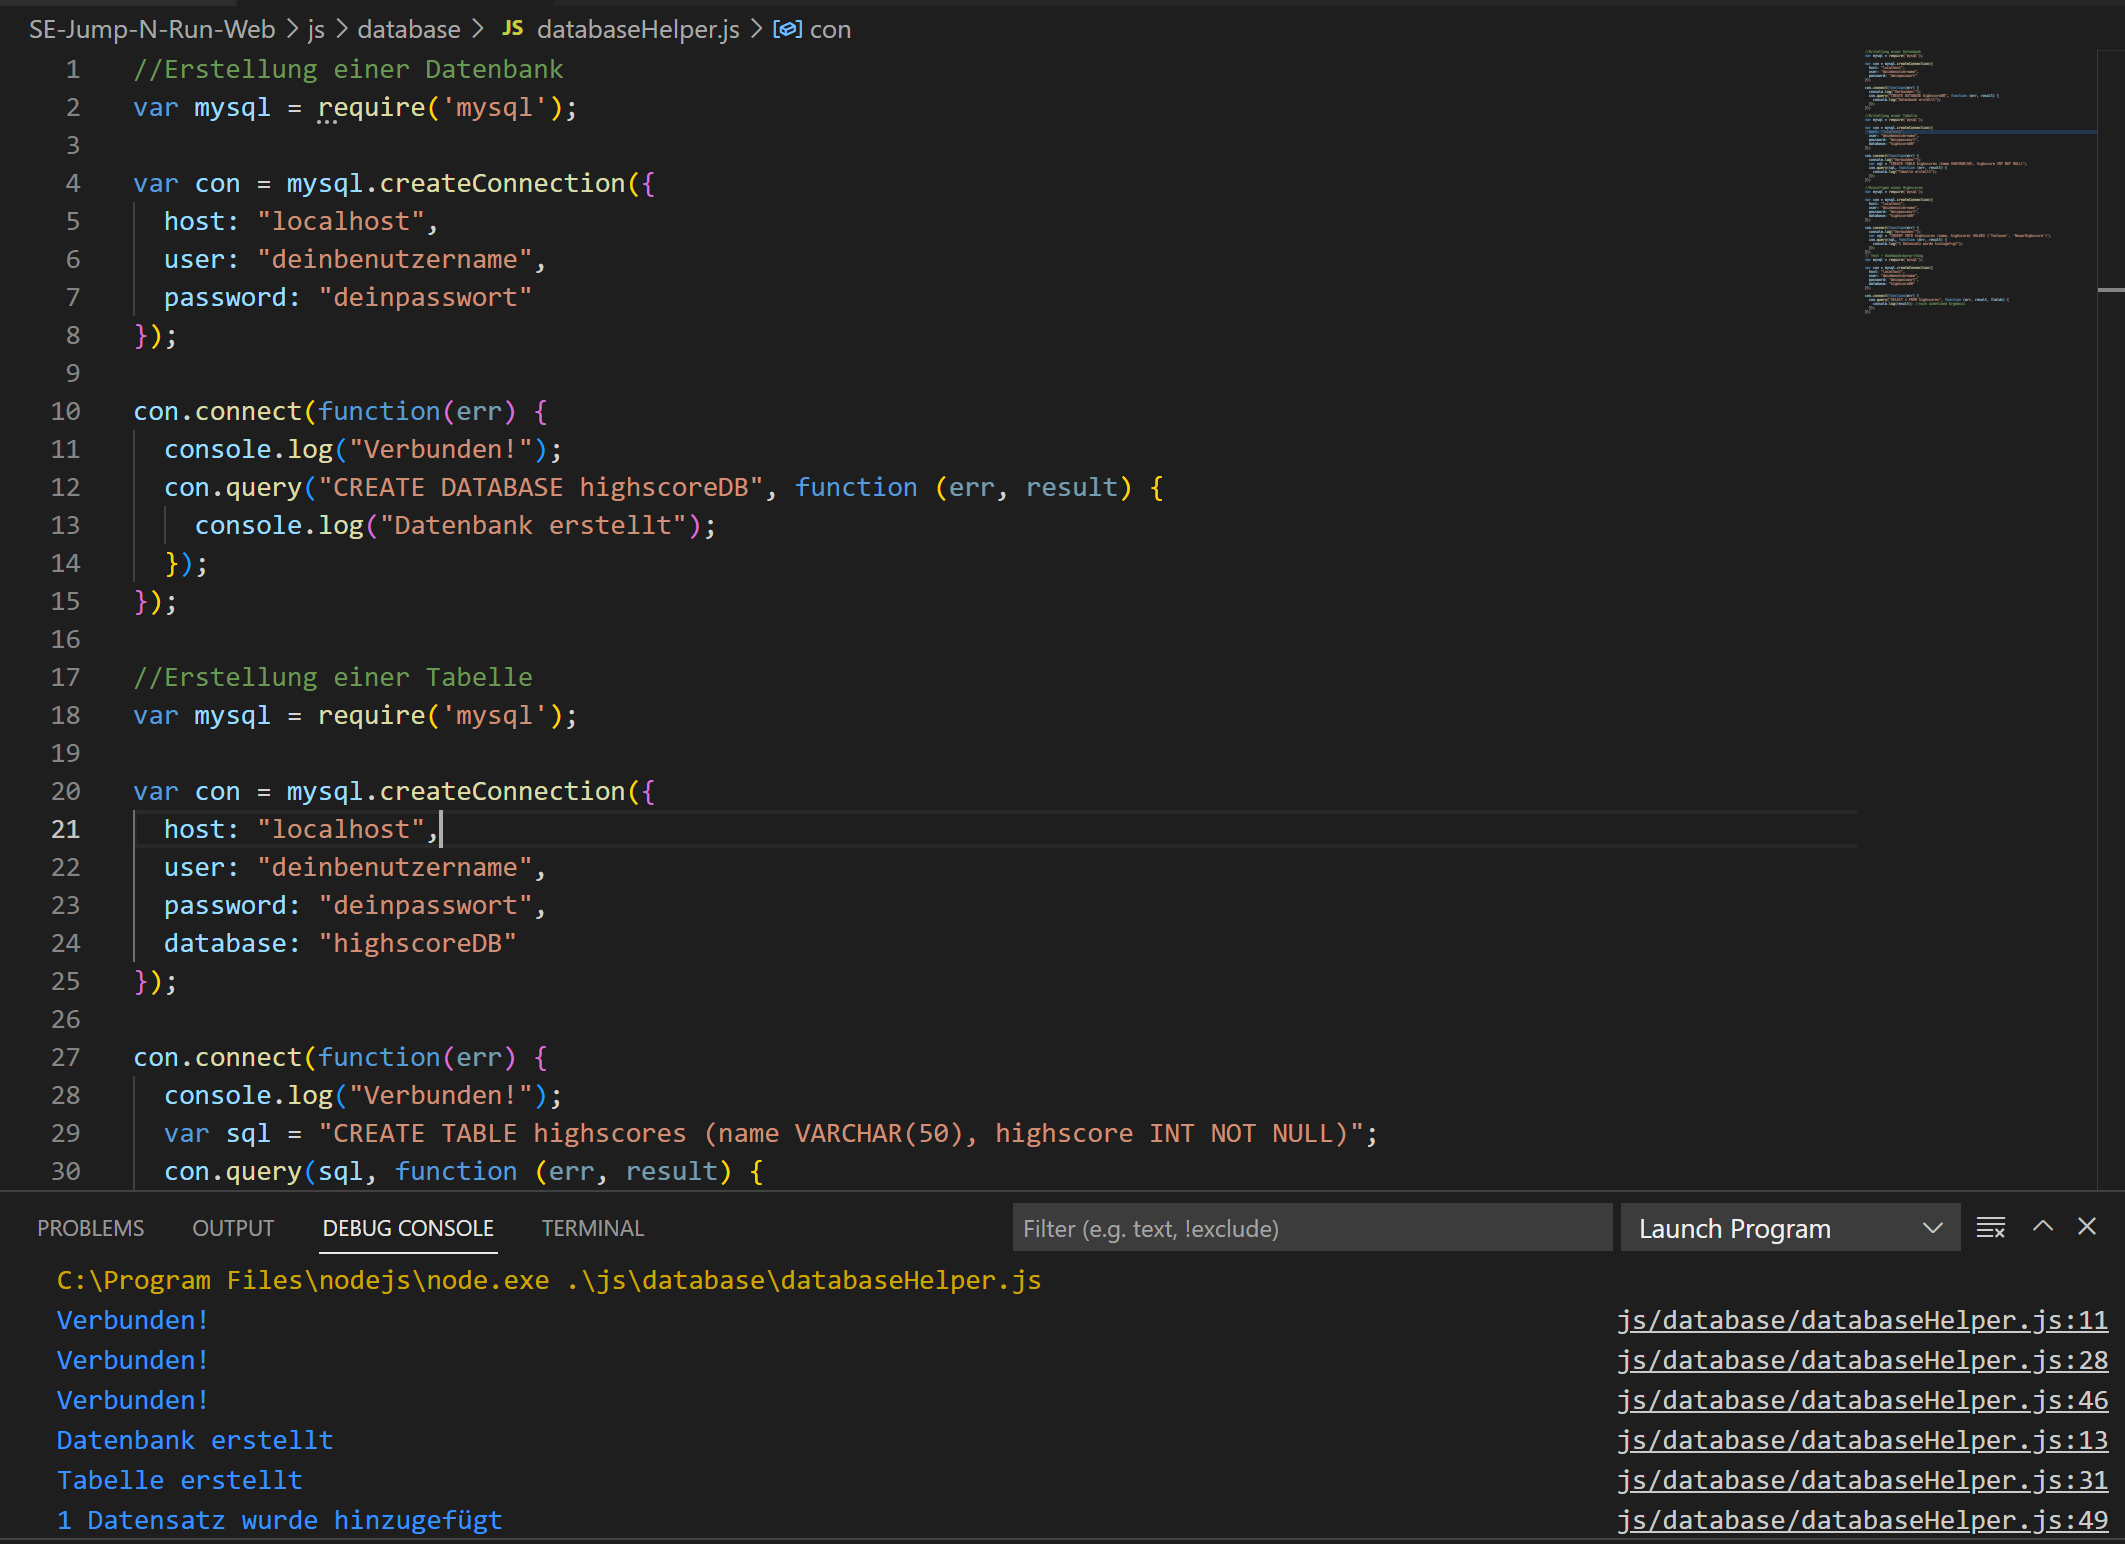 SE-Jump-N-Run-Web > js > database > JS databaseHelper.js > con
1 //Erstellung einer Datenbank
2 var mysql = require('mysql');
3
4 var con = mysql.createConnection({
5   host: "localhost",
6   user: "deinbenutzername",
7   password: "deinpasswort"
8 });
9
10 con.connect(function(err) {
11   console.log("Verbunden!");
12   con.query("CREATE DATABASE highscoreDB", function (err, result) {
13     console.log("Datenbank erstellt");
14   });
15 });
16
17 //Erstellung einer Tabelle
18 var mysql = require('mysql');
19
20 var con = mysql.createConnection({
21   host: "localhost",
22   user: "deinbenutzername",
23   password: "deinpasswort",
24   database: "highscoreDB"
25 });
26
27 con.connect(function(err) {
28   console.log("Verbunden!");
29   var sql = "CREATE TABLE highscores (name VARCHAR(50), highscore INT NOT NULL)";
30   con.query(sql, function (err, result) {
PROBLEMS OUTPUT DEBUG CONSOLE TERMINAL Filter (e.g. text, !exclude) Launch Program
C:\Program Files\nodejs\node.exe .\js\database\databaseHelper.js
Verbunden! js/database/databaseHelper.js:11
Verbunden! js/database/databaseHelper.js:28
Verbunden! js/database/databaseHelper.js:46
Datenbank erstellt js/database/databaseHelper.js:13
Tabelle erstellt js/database/databaseHelper.js:31
1 Datensatz wurde hinzugefügt js/database/databaseHelper.js:49